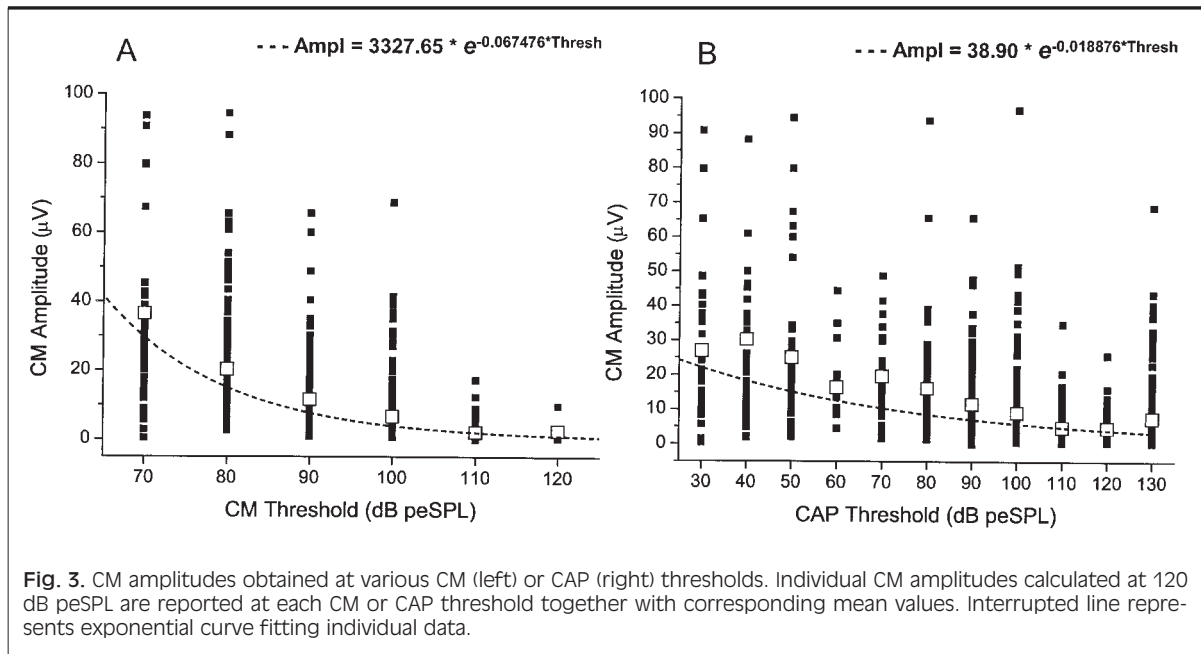 A
--- Ampl = 3327.65 * e-0.067476*Thresh
100
80
60
40
20
0
CM Amplitude (μV)
70 80 90 100 110 120
CM Threshold (dB peSPL)
B
--- Ampl = 38.90 * e-0.018876*Thresh
100
90
80
70
60
50
40
30
20
10
0
CM Amplitude (μV)
30 40 50 60 70 80 90 100 110 120 130
CAP Threshold (dB peSPL)
Fig. 3. CM amplitudes obtained at various CM (left) or CAP (right) thresholds. Individual CM amplitudes calculated at 120
dB peSPL are reported at each CM or CAP threshold together with corresponding mean values. Interrupted line repre-
sents exponential curve fitting individual data.